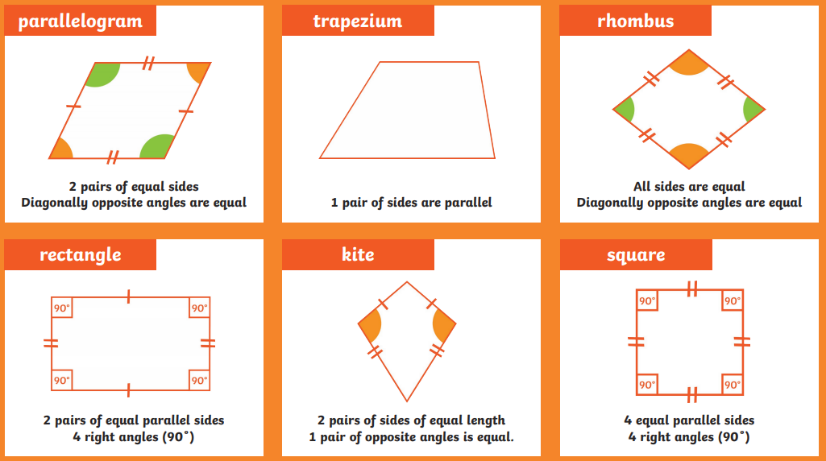 parallelogram
2 pairs of equal sides
Diagonally opposite angles are equal
trapezium
1 pair of sides are parallel
rhombus
All sides are equal
Diagonally opposite angles are equal
rectangle
90°
90°
90°
90°
2 pairs of equal parallel sides
4 right angles (90°)
kite
2 pairs of sides of equal length
1 pair of opposite angles is equal.
square
90°
90°
90°
90°
4 equal parallel sides
4 right angles (90°)